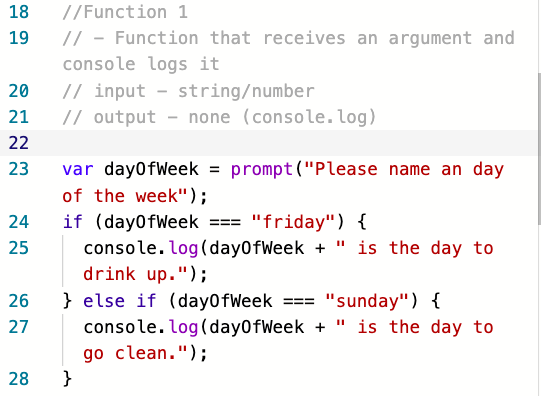 18 //Function 1
19 // - Function that receives an argument and
console logs it
20 // input - string/number
21 // output - none (console.log)
22
23 var dayOfWeek = prompt("Please name an day
of the week");
24 if (dayOfWeek === "friday") {
25 console.log(dayOfWeek + " is the day to
drink up.");
26 } else if (dayOfWeek === "sunday") {
27 console.log(dayOfWeek + " is the day to
go clean.");
28 }